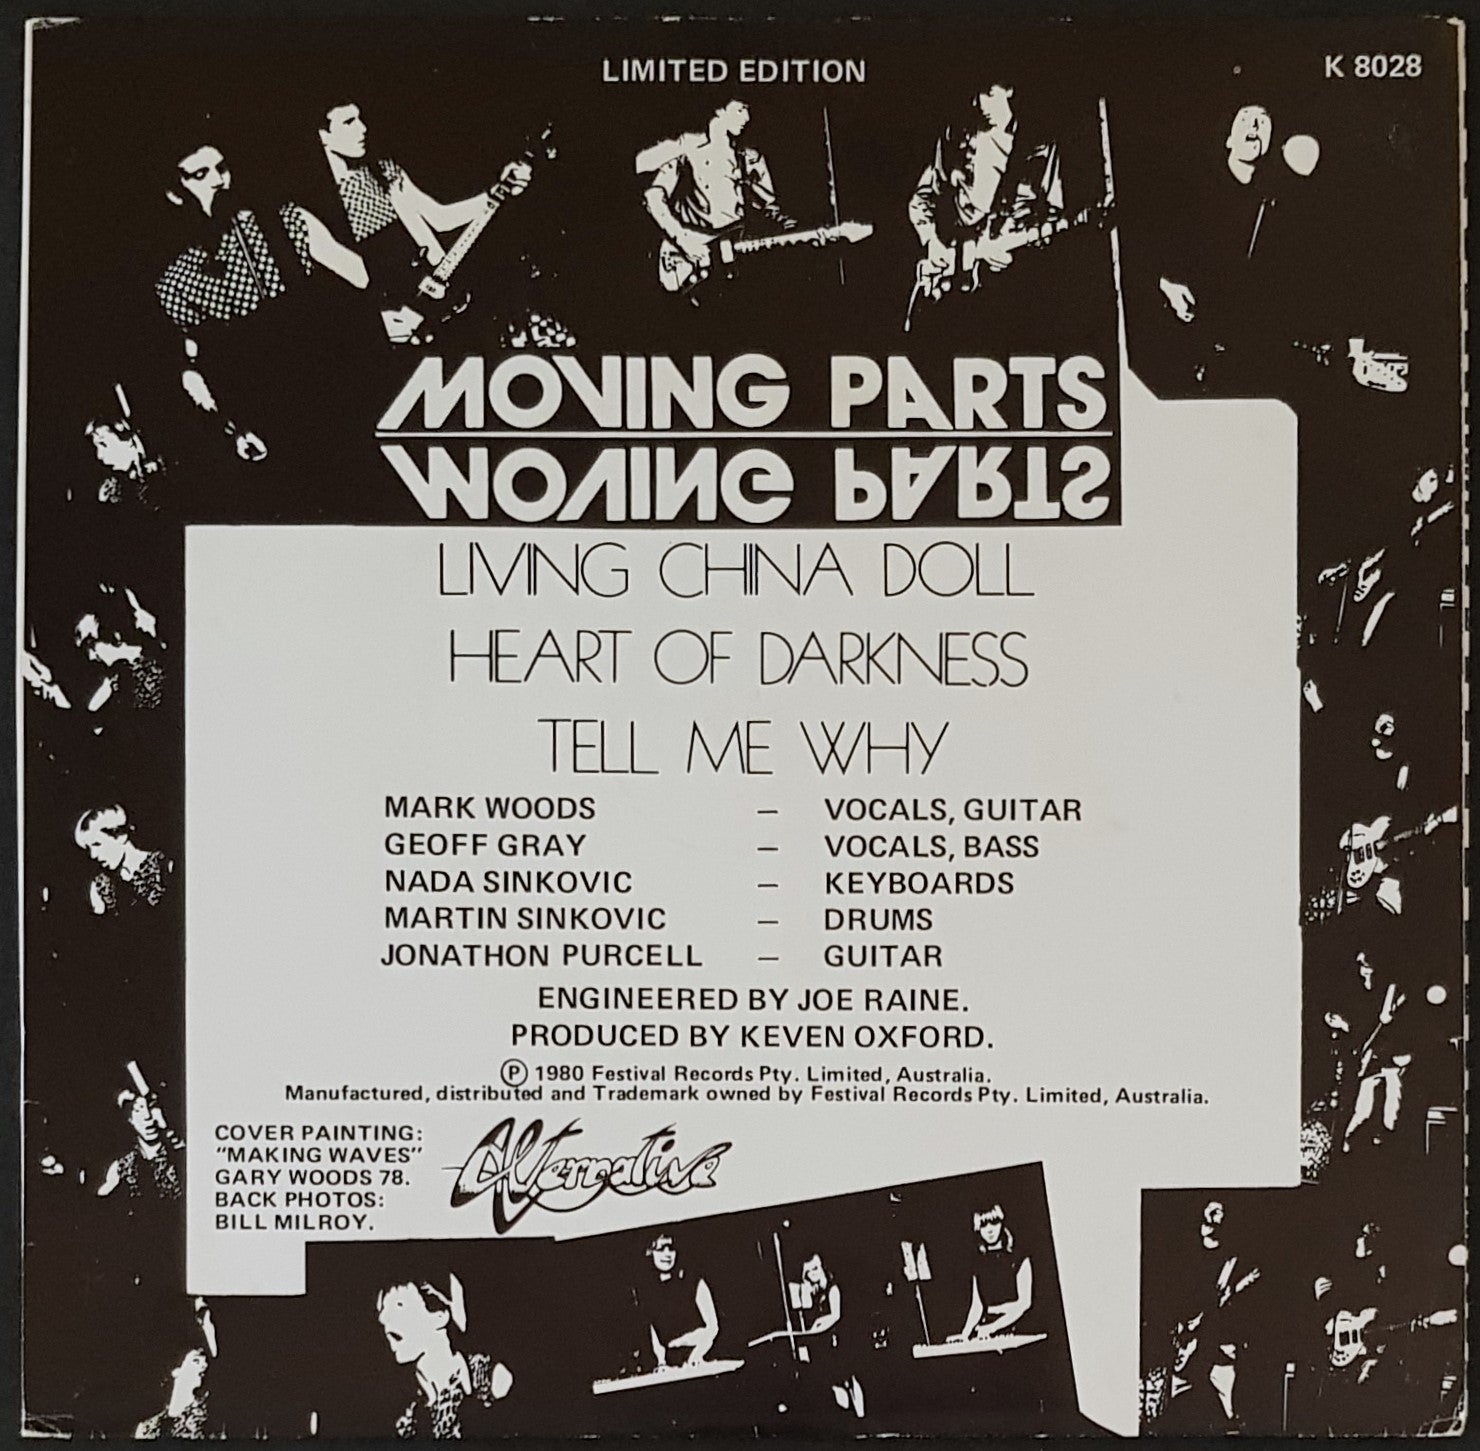 LIMITED EDITION
K 8028
MOVING PARTS
MOVING PARTS
LIVING CHINA DOLL
HEART OF DARKNESS
TELL ME WHY
MARK WOODS – VOCALS, GUITAR
GEOFF GRAY – VOCALS, BASS
NADA SINKOVIC – KEYBOARDS
MARTIN SINKOVIC – DRUMS
JONATHON PURCELL – GUITAR
ENGINEERED BY JOE RAINE.
PRODUCED BY KEVEN OXFORD.
Ⓟ 1980 Festival Records Pty. Limited, Australia.
Manufactured, distributed and Trademark owned by Festival Records Pty. Limited, Australia.
COVER PAINTING:
"MAKING WAVES"
GARY WOODS 78.
BACK PHOTOS:
BILL MILROY.
Alternative